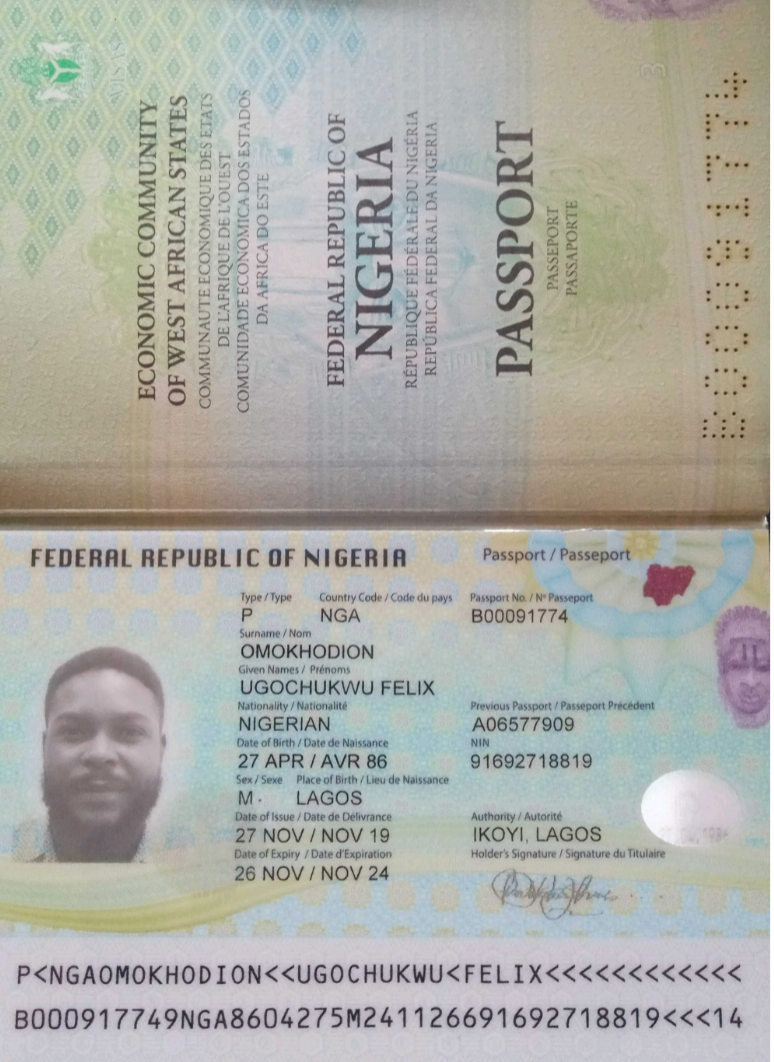 ECONOMIC COMMUNITY
OF WEST AFRICAN STATES
COMMUNAUTE ECONOMIQUE DES ETATS
DE L'AFRIQUE DE L'OUEST
COMUNIDADE ECONOMICA DOS ESTADOS
DA AFRICA DO ESTE
FEDERAL REPUBLIC OF
NIGERIA
RÉPUBLIQUE FÉDÉRALE DU NIGÉRIA
REPÚBLICA FEDERAL DA NIGERIA
PASSPORT
PASSEPORT
PASSAPORTE
FEDERAL REPUBLIC OF NIGERIA
Passport / Passeport
Type / Type Country Code / Code du pays Passport No. / Nº Passeport
P NGA B00091774
Surname / Nom
OMOKHODION
Given Names / Prénoms
UGOCHUKWU FELIX
Nationality / Nationalité Previous Passport / Passeport Précédent
NIGERIAN A06577909
Date of Birth / Date de Naissance NIN
27 APR / AVR 86 91692718819
Sex / Sexe Place of Birth / Lieu de Naissance
M LAGOS
Date of Issue / Date de Délivrance Authority / Autorité
27 NOV / NOV 19 IKOYI, LAGOS
Date of Expiry / Date d'Expiration Holder's Signature / Signature du Titulaire
26 NOV / NOV 24
P<NGAOMOKHODION<<UGOCHUKWU<FELIX<<<<<<<<<<<<
B000917749NGA8604275M241126691692718819<<<14